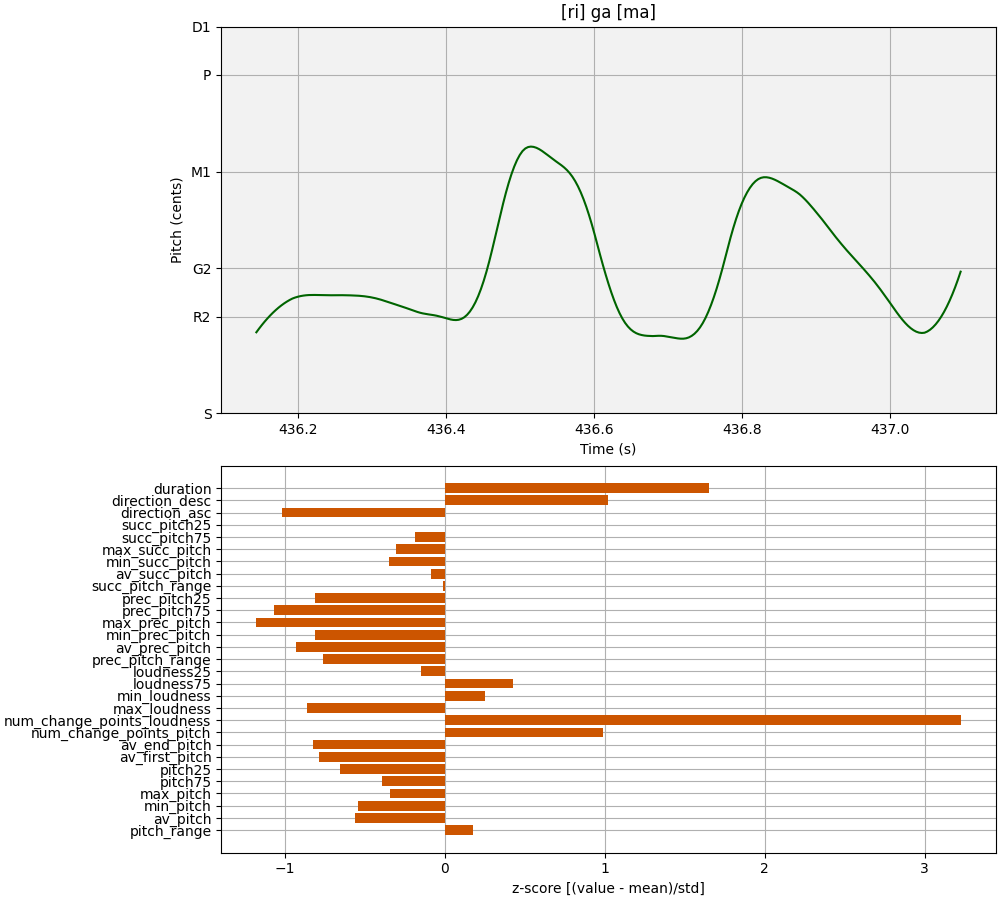 [ri] ga [ma]
D1
P
M1
G2
R2
S
Pitch (cents)
436.2 436.4 436.6 436.8 437.0
Time (s)
duration
direction_desc
direction_asc
succ_pitch25
succ_pitch75
max_succ_pitch
min_succ_pitch
av_succ_pitch
succ_pitch_range
prec_pitch25
prec_pitch75
max_prec_pitch
min_prec_pitch
av_prec_pitch
prec_pitch_range
loudness25
loudness75
min_loudness
max_loudness
num_change_points_loudness
num_change_points_pitch
av_end_pitch
av_first_pitch
pitch25
pitch75
max_pitch
min_pitch
av_pitch
pitch_range
−1 0 1 2 3
z-score [(value - mean)/std]